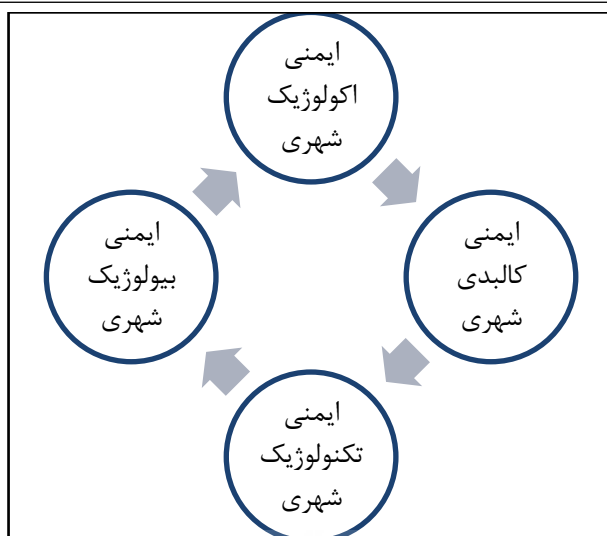 ایمنی
اکولوژیک
شهری
ایمنی
کالبدی
شهری
ایمنی
تکنولوژیک
شهری
ایمنی
بیولوژیک
شهری